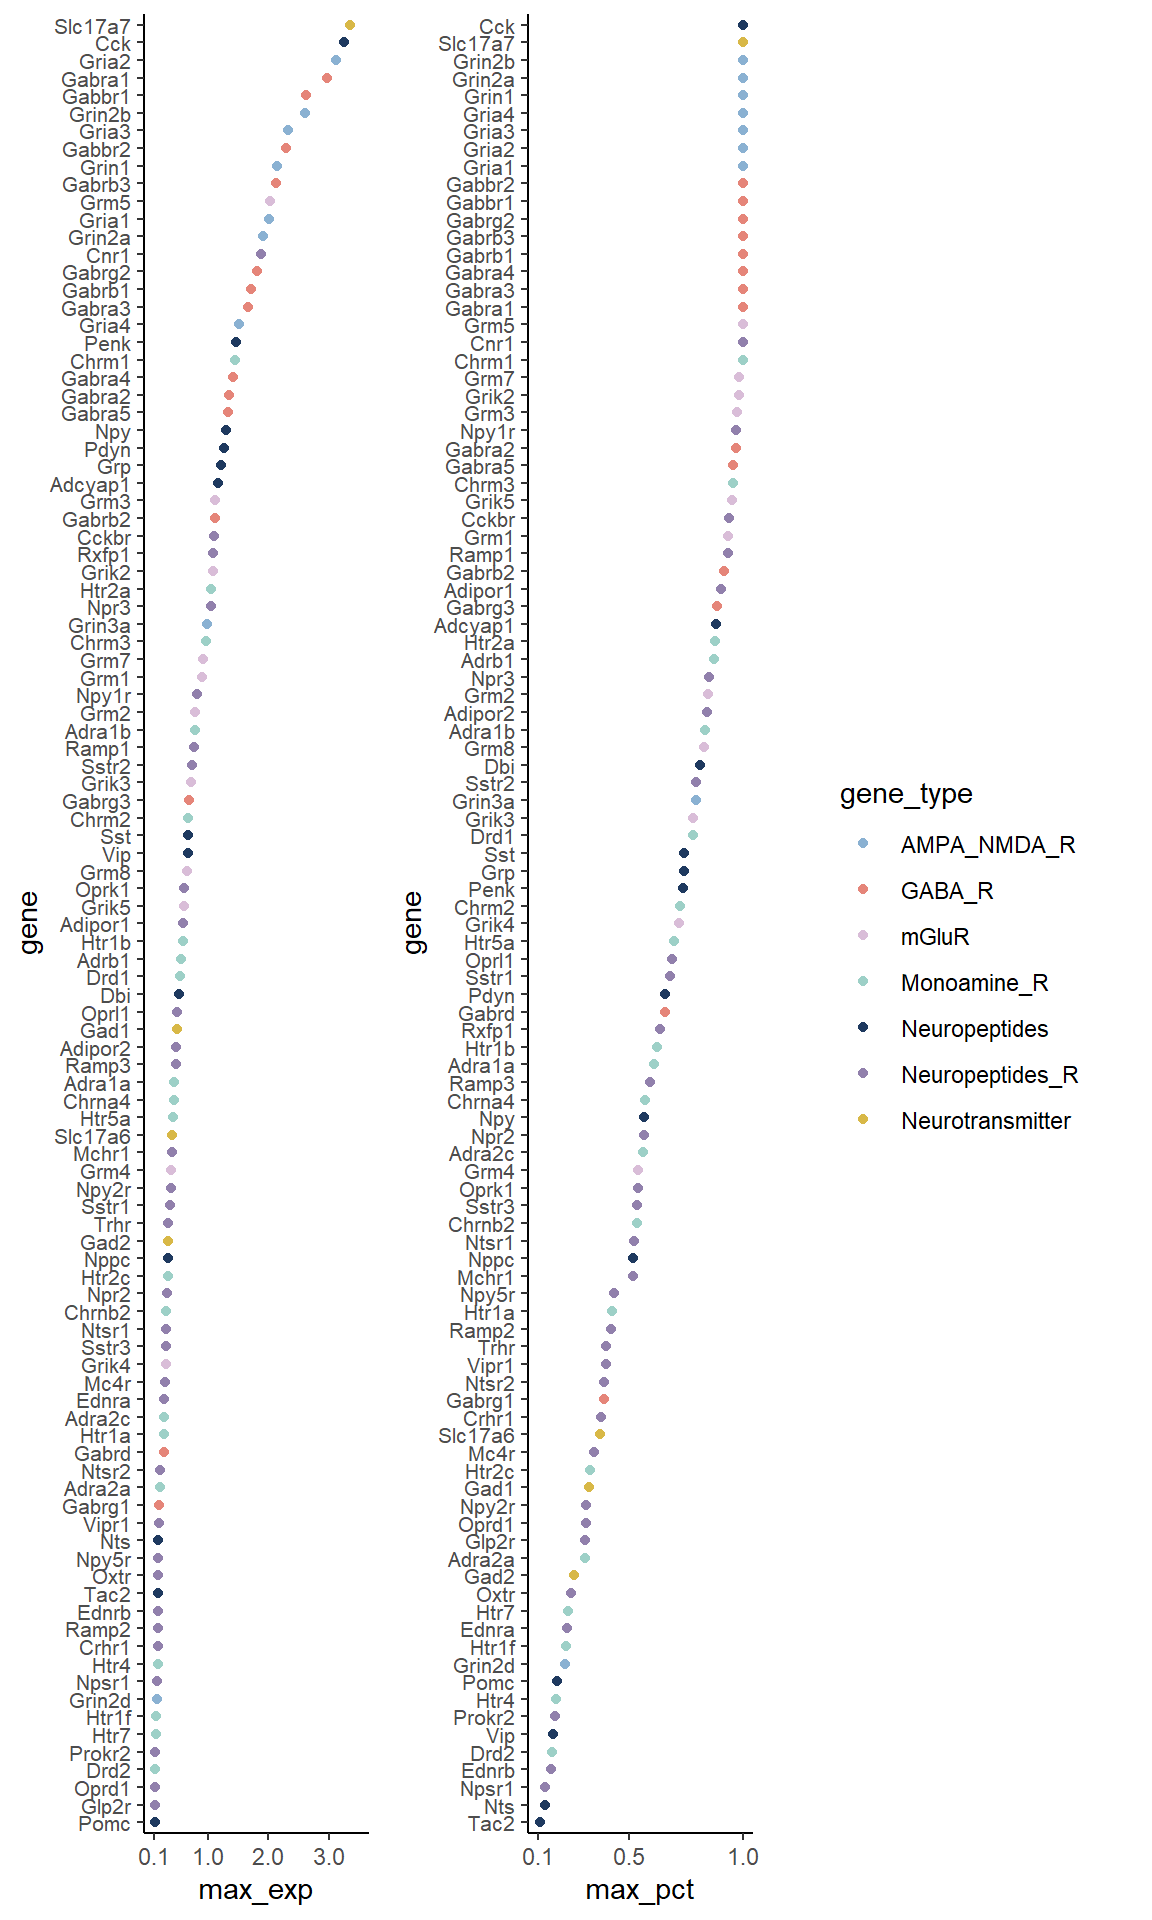 Slc17a7
Cck
Gria2
Gabra1
Gabbr1
Grin2b
Gria3
Gabbr2
Grin1
Gabrb3
Grm5
Gria1
Grin2a
Cnr1
Gabrg2
Gabrb1
Gabra3
Gria4
Penk
Chrm1
Gabra4
Gabra2
Gabra5
Npy
Pdyn
Grp
Adcyap1
Grm3
Gabrb2
Cckbr
Rxfp1
Grik2
Htr2a
Npr3
Grin3a
Chrm3
Grm7
Grm1
Npy1r
Grm2
Adra1b
Ramp1
Sstr2
Grik3
Gabrg3
Chrm2
Sst
Vip
Grm8
Oprk1
Grik5
Adipor1
Htr1b
Adrb1
Drd1
Dbi
Oprl1
Gad1
Adipor2
Ramp3
Adra1a
Chrna4
Htr5a
Slc17a6
Mchr1
Grm4
Npy2r
Sstr1
Trhr
Gad2
Nppc
Htr2c
Npr2
Chrnb2
Ntsr1
Sstr3
Grik4
Mc4r
Ednra
Adra2c
Htr1a
Gabrd
Ntsr2
Adra2a
Gabrg1
Vipr1
Nts
Npy5r
Oxtr
Tac2
Ednrb
Ramp2
Crhr1
Htr4
Npsr1
Grin2d
Htr1f
Htr7
Prokr2
Drd2
Oprd1
Glp2r
Pomc
gene
0.1 1.0 2.0 3.0
max_exp
Cck
Slc17a7
Grin2b
Grin2a
Grin1
Gria4
Gria3
Gria2
Gria1
Gabbr2
Gabbr1
Gabrg2
Gabrb3
Gabrb1
Gabra4
Gabra3
Gabra1
Grm5
Cnr1
Chrm1
Grm7
Grik2
Grm3
Npy1r
Gabra2
Gabra5
Chrm3
Grik5
Cckbr
Grm1
Ramp1
Gabrb2
Adipor1
Gabrg3
Adcyap1
Htr2a
Adrb1
Npr3
Grm2
Adipor2
Adra1b
Grm8
Dbi
Sstr2
Grin3a
Grik3
Drd1
Sst
Grp
Penk
Chrm2
Grik4
Htr5a
Oprl1
Sstr1
Pdyn
Gabrd
Rxfp1
Htr1b
Adra1a
Ramp3
Chrna4
Npy
Npr2
Adra2c
Grm4
Oprk1
Sstr3
Chrnb2
Ntsr1
Nppc
Mchr1
Npy5r
Htr1a
Ramp2
Trhr
Vipr1
Ntsr2
Gabrg1
Crhr1
Slc17a6
Mc4r
Htr2c
Gad1
Npy2r
Oprd1
Glp2r
Adra2a
Gad2
Oxtr
Htr7
Ednra
Htr1f
Grin2d
Pomc
Htr4
Prokr2
Vip
Drd2
Ednrb
Npsr1
Nts
Tac2
gene
0.1 0.5 1.0
max_pct
gene_type
AMPA_NMDA_R
GABA_R
mGluR
Monoamine_R
Neuropeptides
Neuropeptides_R
Neurotransmitter